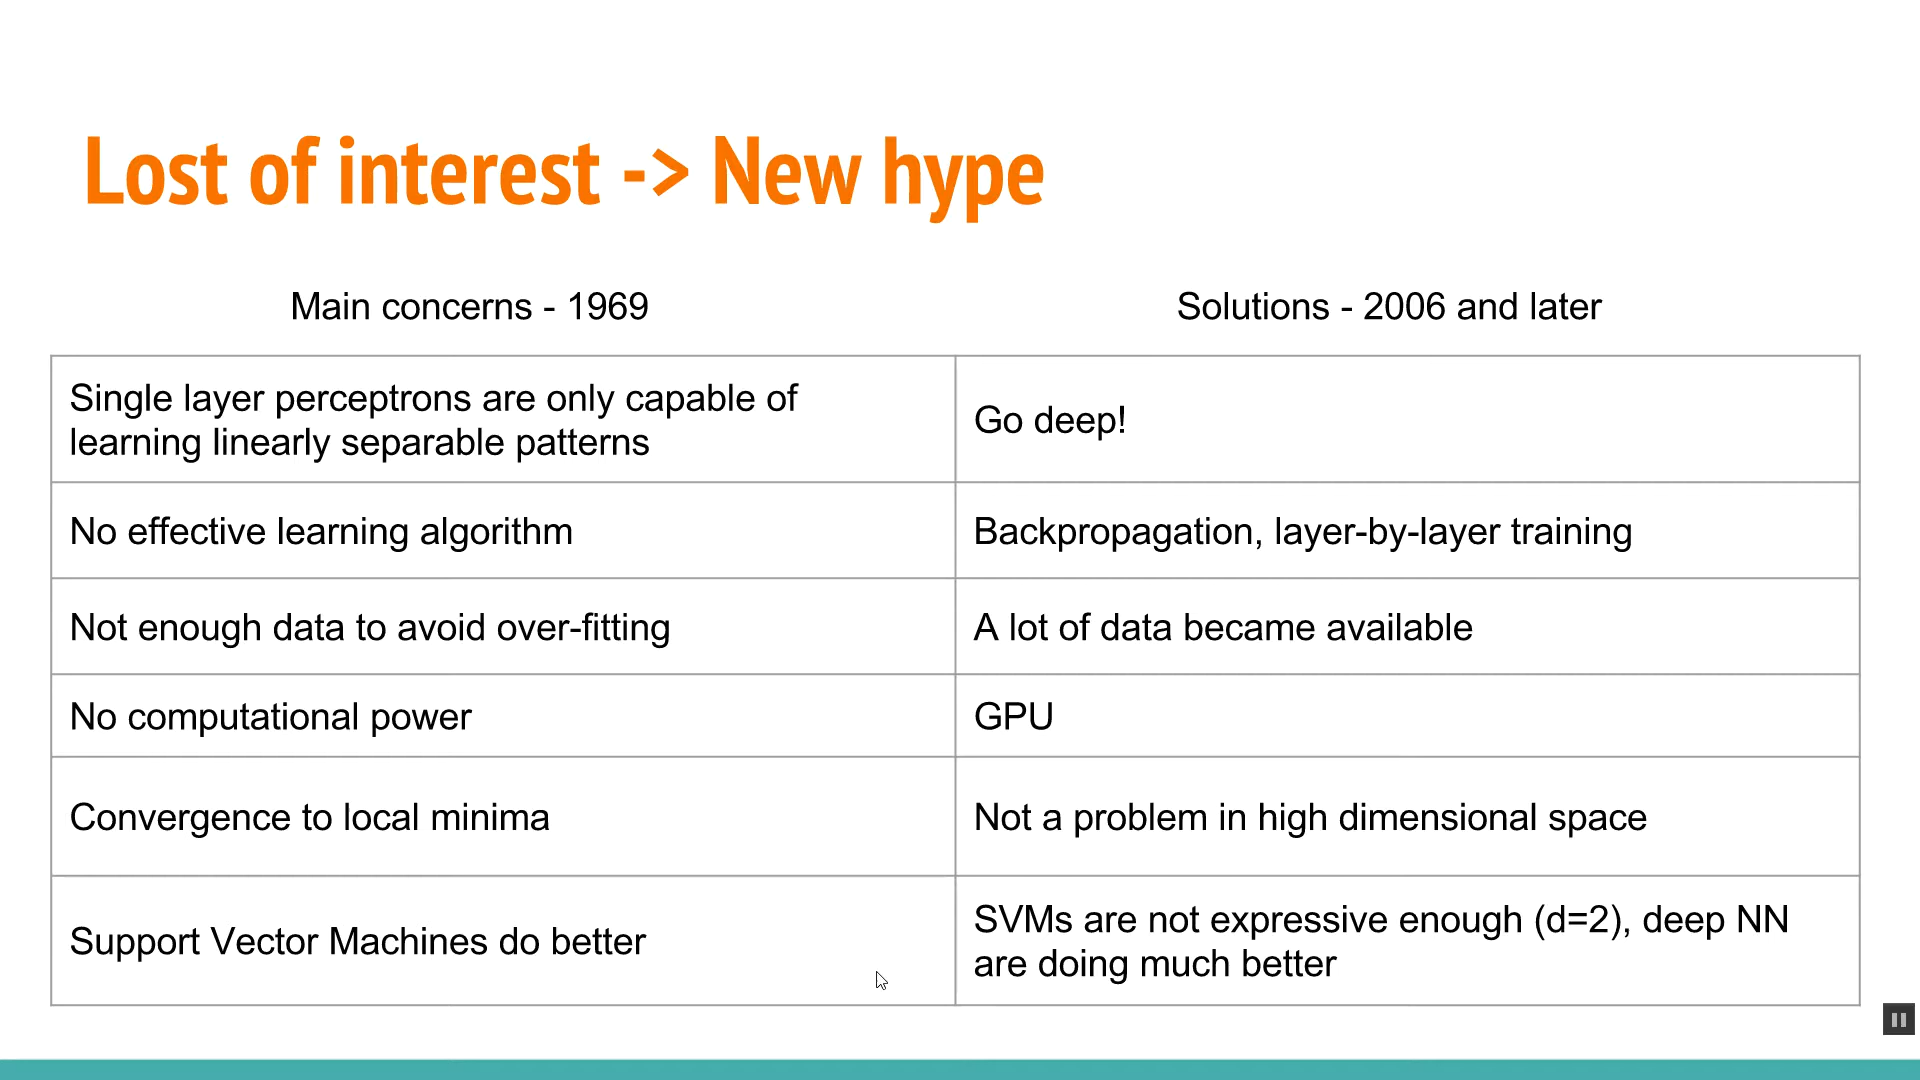 Lost of interest -> New hype
Main concerns - 1969
Solutions - 2006 and later
Single layer perceptrons are only capable of
learning linearly separable patterns
Go deep!
No effective learning algorithm
Backpropagation, layer-by-layer training
Not enough data to avoid over-fitting
A lot of data became available
No computational power
GPU
Convergence to local minima
Not a problem in high dimensional space
Support Vector Machines do better
SVMs are not expressive enough (d=2), deep NN
are doing much better